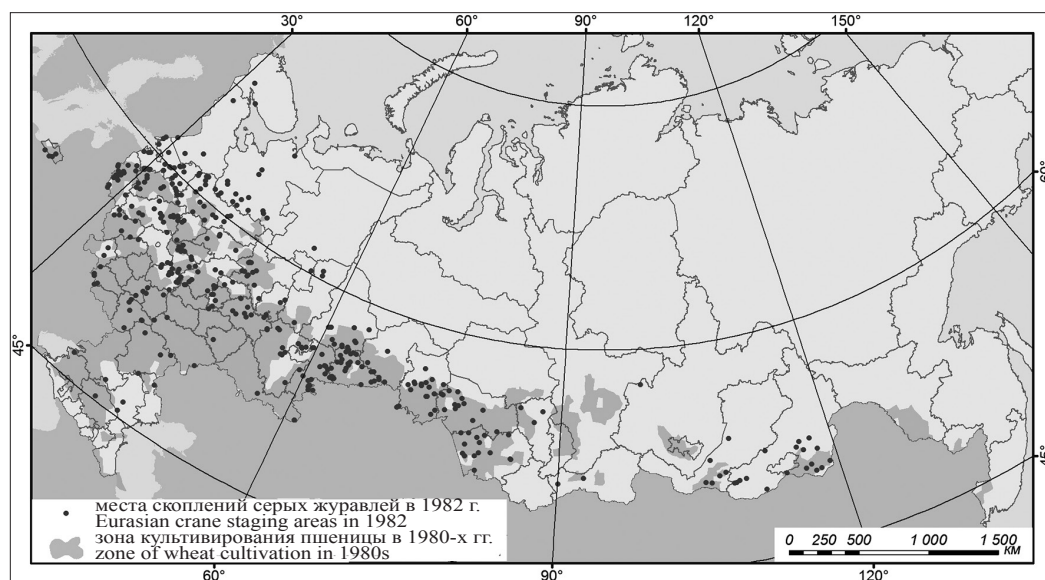 30° 60° 90° 120° 150°
60°
45°
45°
места скоплений серых журавлей в 1982 г.
Eurasian crane staging areas in 1982
зона культивирования пшеницы в 1980-х гг.
zone of wheat cultivation in 1980s
0 250 500 1 000 1 500
КМ
60° 90° 120°